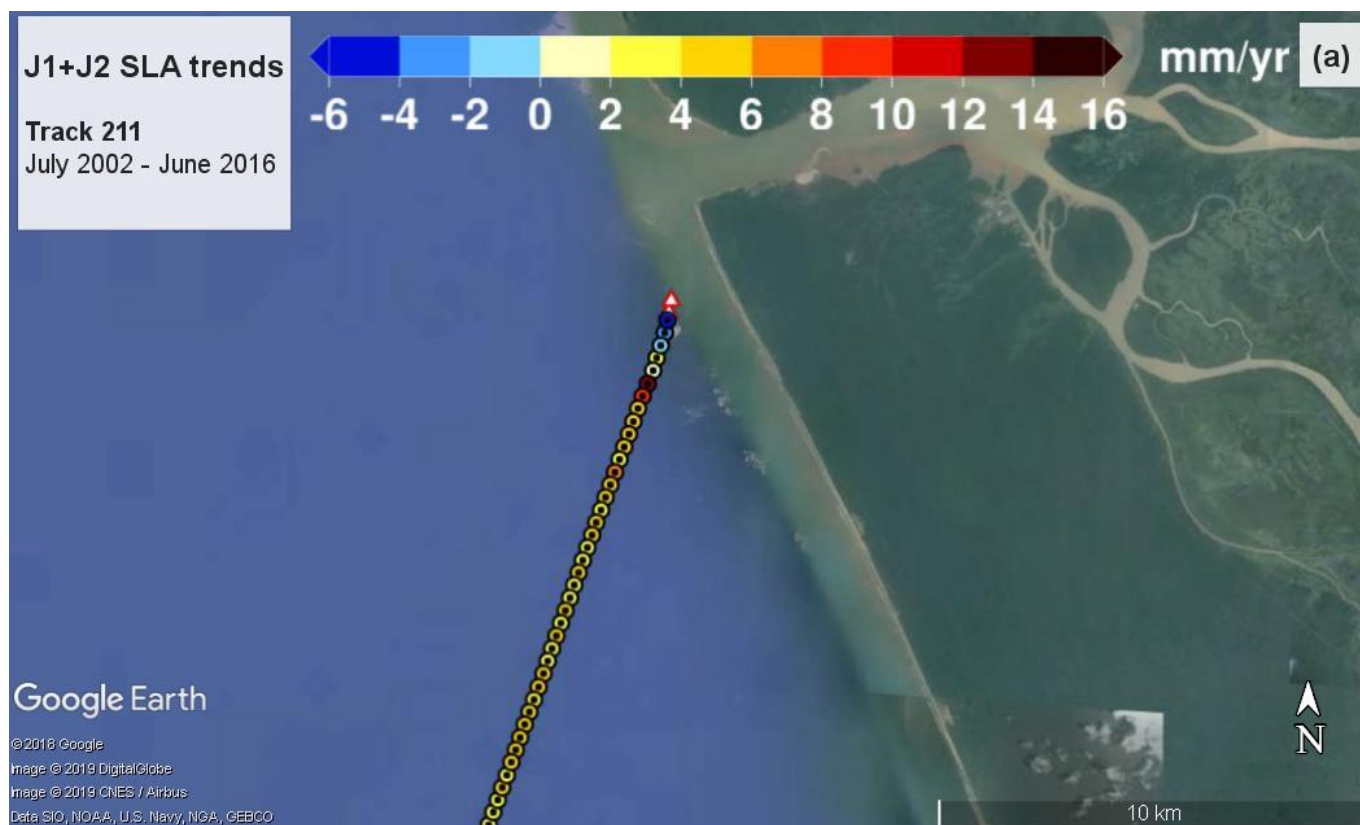 J1+J2 SLA trends
Track 211
July 2002 - June 2016
mm/yr
(a)
-6 -4 -2 0 2 4 6 8 10 12 14 16
Google Earth
©2018 Google
Image © 2019 DigitalGlobe
Image © 2019 CNES / Airbus
Data SIO, NOAA, U.S. Navy, NGA, GEBCO
N
10 km